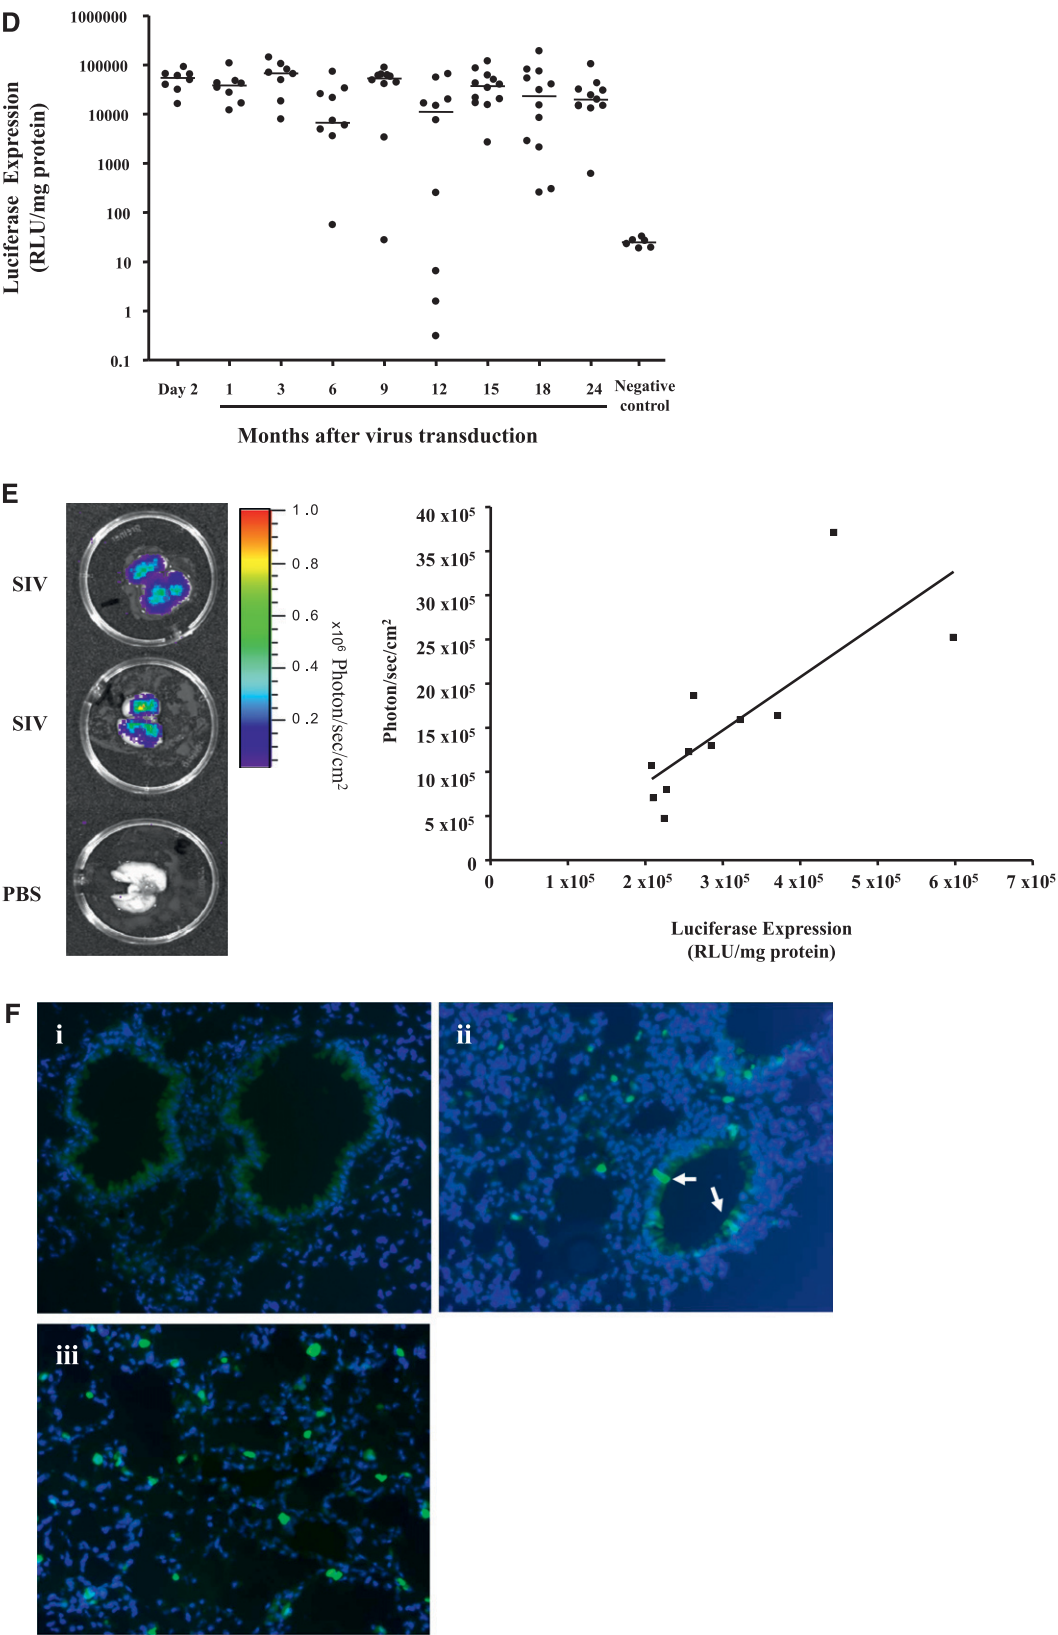 D
Luciferase Expression
(RLU/mg protein)
1000000
100000
10000
1000
100
10
1
0.1
Day 2 1 3 6 9 12 15 18 24 Negative
control
Months after virus transduction
E
SIV
SIV
PBS
1.0
0.8
0.6
0.4
0.2
x10⁶ Photon/sec/cm²
Photon/sec/cm²
40 x10⁵
35 x10⁵
30 x10⁵
25 x10⁵
20 x10⁵
15 x10⁵
10 x10⁵
5 x10⁵
0
0 1 x10⁵ 2 x10⁵ 3 x10⁵ 4 x10⁵ 5 x10⁵ 6 x10⁵ 7 x10⁵
Luciferase Expression
(RLU/mg protein)
F
i
ii
iii